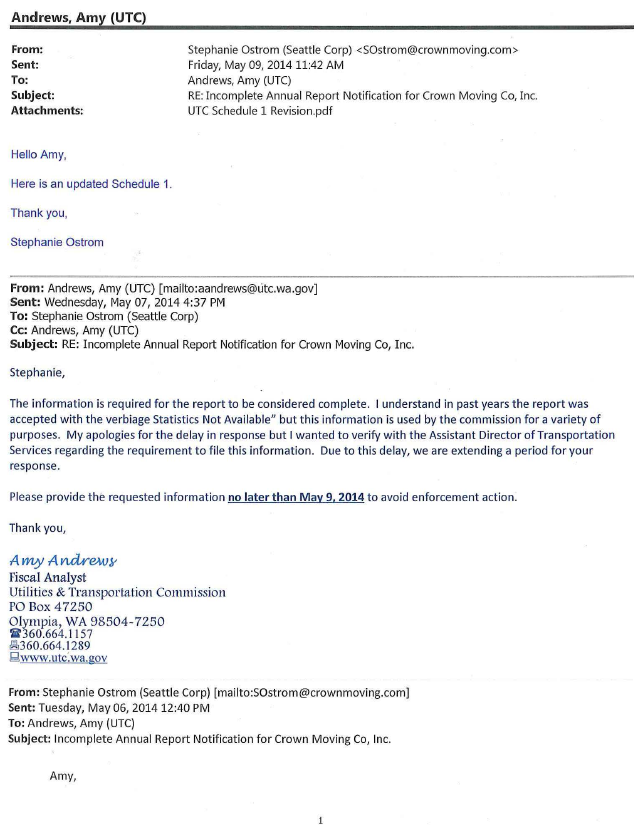 Andrews, Amy (UTC)
From: Stephanie Ostrom (Seattle Corp) <SOstrom@crownmoving.com>
Sent: Friday, May 09, 2014 11:42 AM
To: Andrews, Amy (UTC)
Subject: RE: Incomplete Annual Report Notification for Crown Moving Co, Inc.
Attachments: UTC Schedule 1 Revision.pdf
Hello Amy,
Here is an updated Schedule 1.
Thank you,
Stephanie Ostrom
From: Andrews, Amy (UTC) [mailto:aandrews@utc.wa.gov]
Sent: Wednesday, May 07, 2014 4:37 PM
To: Stephanie Ostrom (Seattle Corp)
Cc: Andrews, Amy (UTC)
Subject: RE: Incomplete Annual Report Notification for Crown Moving Co, Inc.
Stephanie,
The information is required for the report to be considered complete.  I understand in past years the report was
accepted with the verbiage Statistics Not Available" but this information is used by the commission for a variety of
purposes.  My apologies for the delay in response but I wanted to verify with the Assistant Director of Transportation
Services regarding the requirement to file this information.  Due to this delay, we are extending a period for your
response.
Please provide the requested information no later than May 9, 2014 to avoid enforcement action.
Thank you,
Amy Andrews
Fiscal Analyst
Utilities & Transportation Commission
PO Box 47250
Olympia, WA 98504-7250
☎360.664.1157
🖷360.664.1289
💻www.utc.wa.gov
From: Stephanie Ostrom (Seattle Corp) [mailto:SOstrom@crownmoving.com]
Sent: Tuesday, May 06, 2014 12:40 PM
To: Andrews, Amy (UTC)
Subject: Incomplete Annual Report Notification for Crown Moving Co, Inc.
Amy,
1